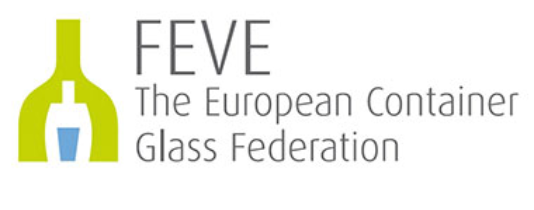 FEVE
The European Container
Glass Federation